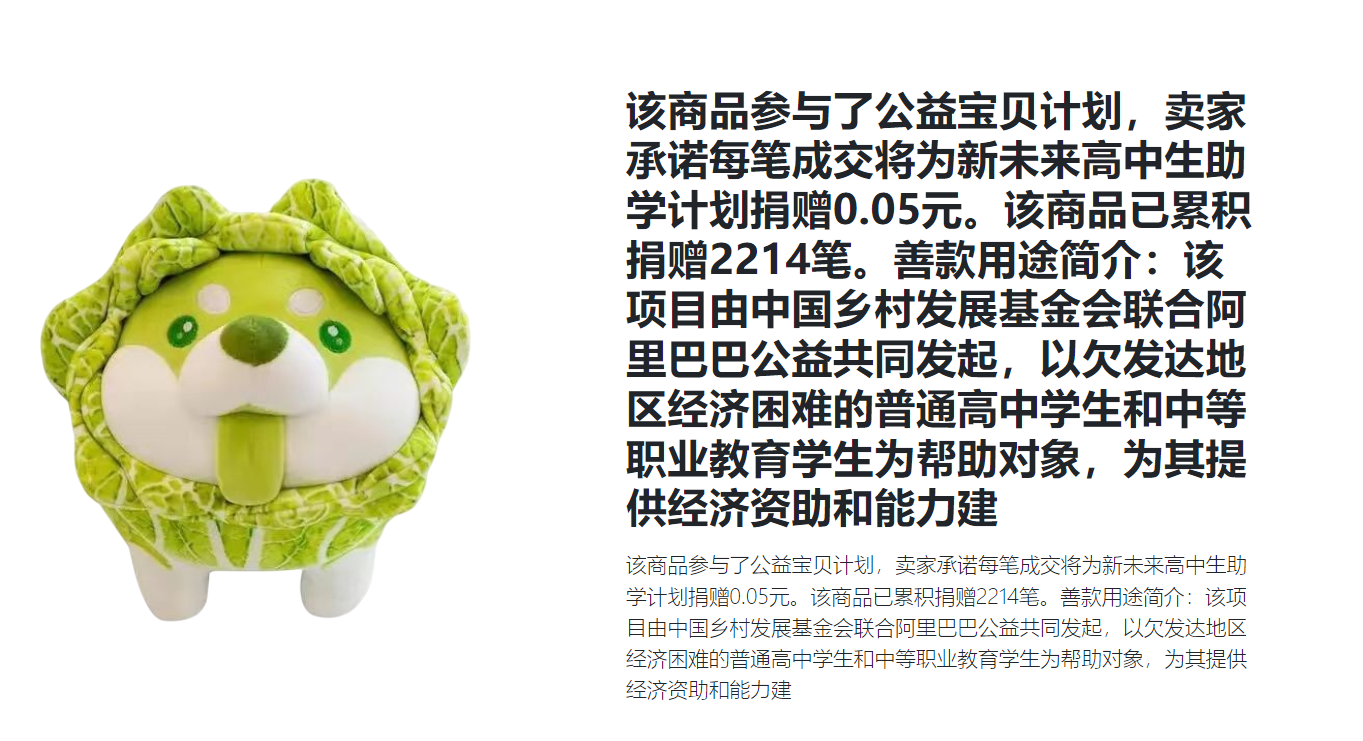 该商品参与了公益宝贝计划，卖家
承诺每笔成交将为新未来高中生助
学计划捐赠0.05元。该商品已累积
捐赠2214笔。善款用途简介：该
项目由中国乡村发展基金会联合阿
里巴巴公益共同发起，以欠发达地
区经济困难的普通高中学生和中等
职业教育学生为帮助对象，为其提
供经济资助和能力建
该商品参与了公益宝贝计划，卖家承诺每笔成交将为新未来高中生助
学计划捐赠0.05元。该商品已累积捐赠2214笔。善款用途简介：该项
目由中国乡村发展基金会联合阿里巴巴公益共同发起，以欠发达地区
经济困难的普通高中学生和中等职业教育学生为帮助对象，为其提供
经济资助和能力建